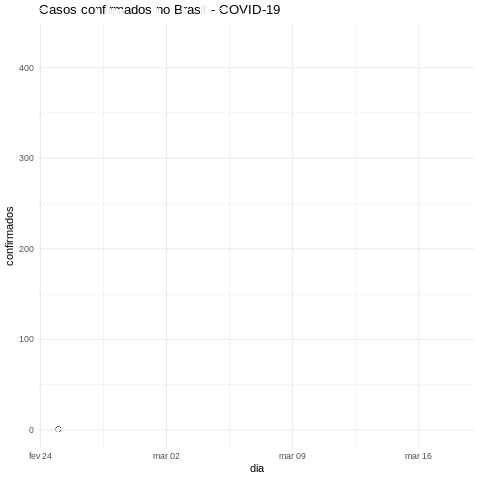 Casos confirmados no Brasil - COVID-19
400
300
200
100
0
confirmados
fev 24
mar 02
mar 09
mar 16
dia